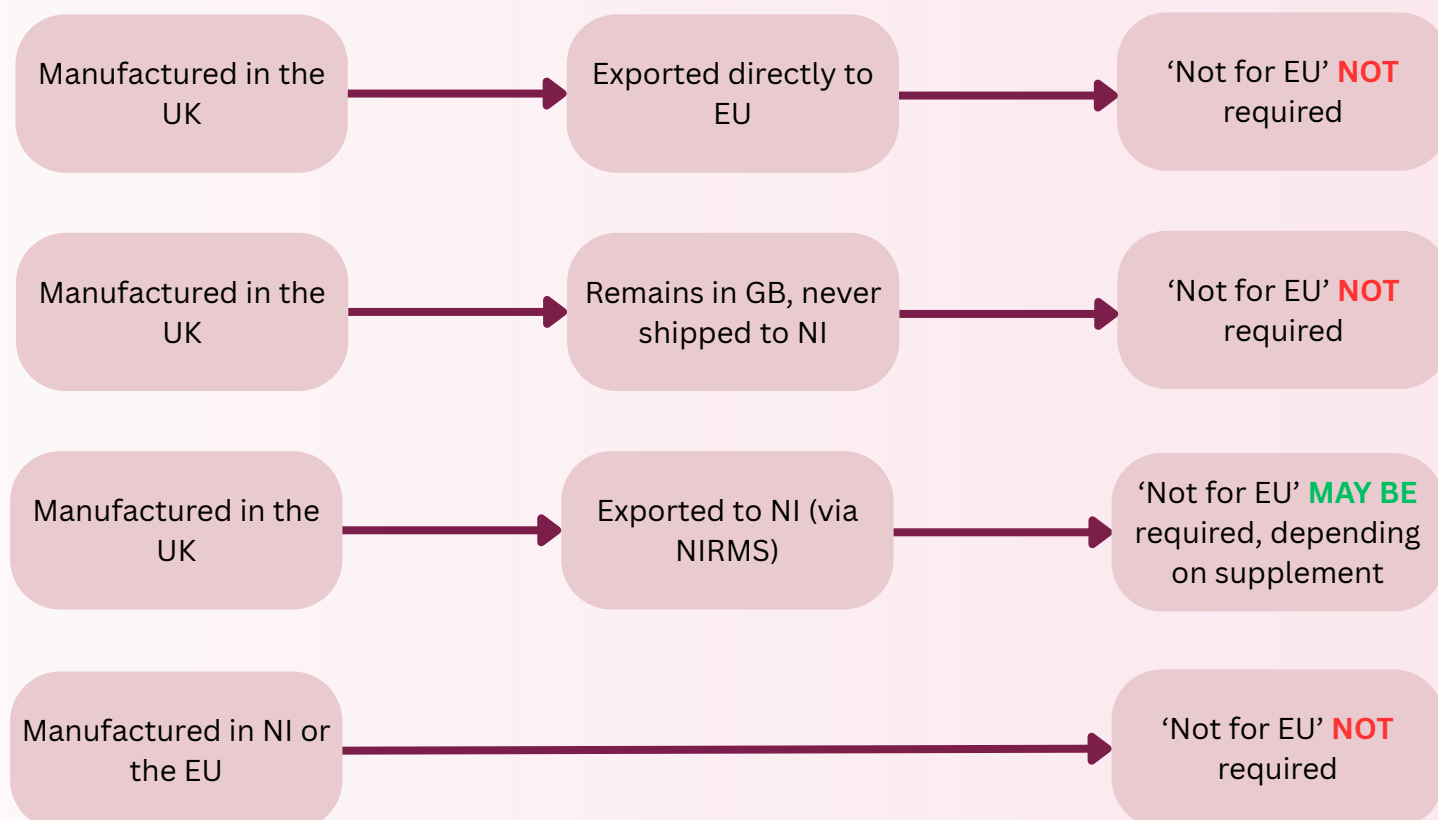 Manufactured in the
UK
Exported directly to
EU
‘Not for EU’ NOT
required
Manufactured in the
UK
Remains in GB, never
shipped to NI
‘Not for EU’ NOT
required
Manufactured in the
UK
Exported to NI (via
NIRMS)
‘Not for EU’ MAY BE
required, depending
on supplement
Manufactured in NI or
the EU
‘Not for EU’ NOT
required